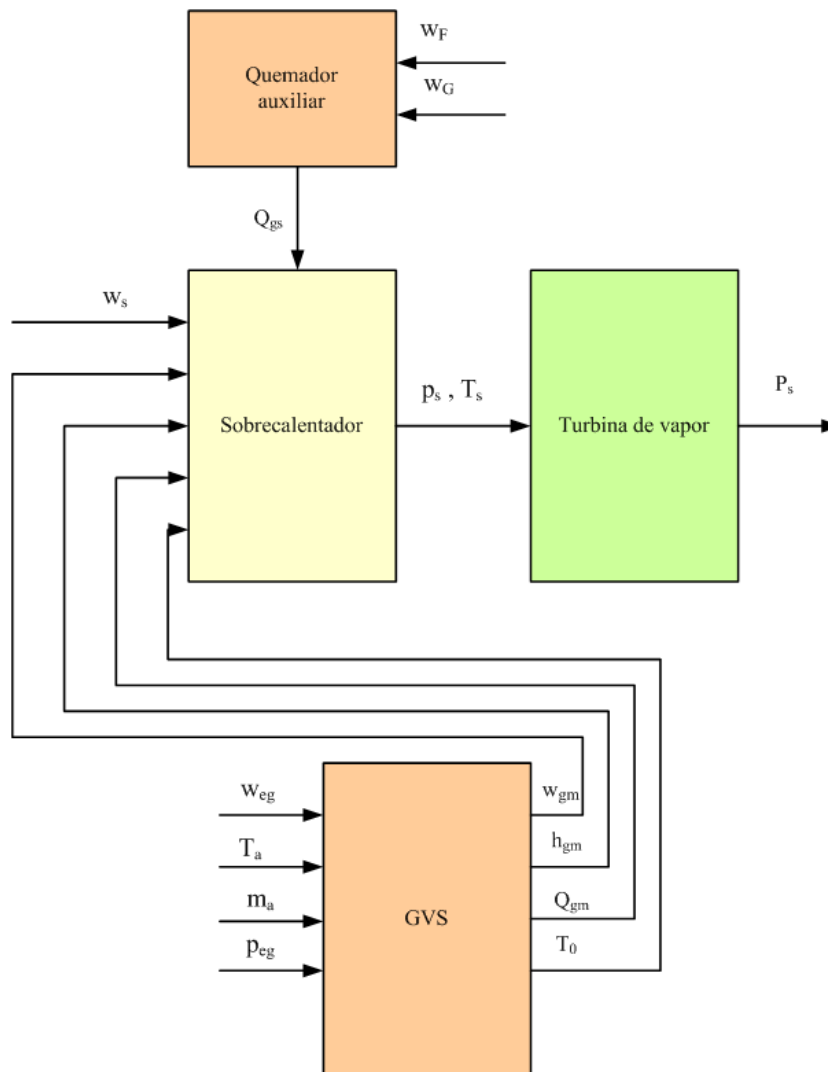 w_F
Quemador
auxiliar
w_G
Q_gs
w_s
p_s , T_s
P_s
Sobrecalentador
Turbina de vapor
w_eg
w_gm
T_a
h_gm
m_a
GVS
Q_gm
p_eg
T_0